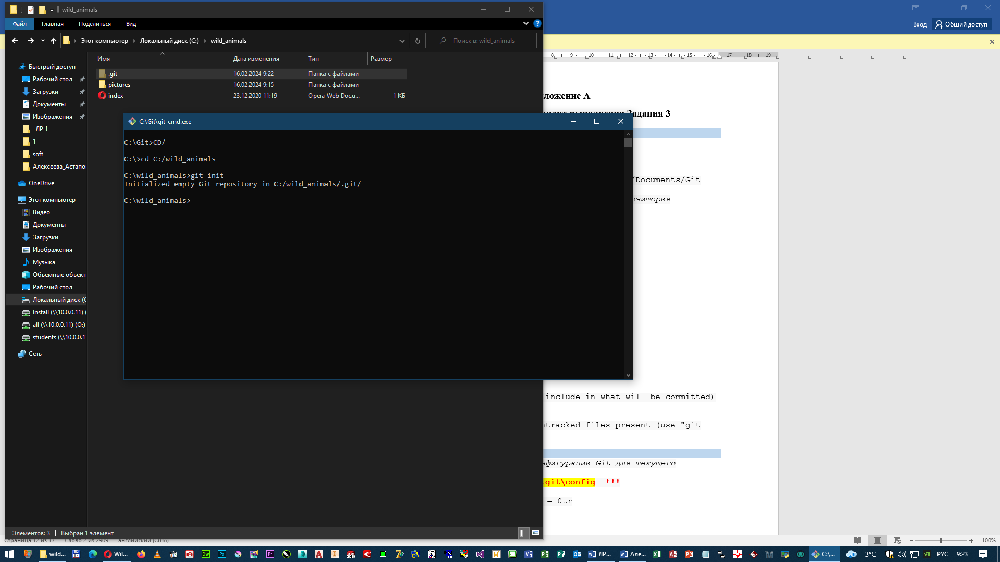 wild_animals
Файл
Главная
Поделиться
Вид
Вход
Общий доступ
Этот компьютер
Локальный диск (C:)
wild_animals
Поиск в: wild_animals
Имя
Дата изменения
Тип
Размер
.git
16.02.2024 9:22
Папка с файлами
pictures
16.02.2024 9:15
Папка с файлами
index
23.12.2020 11:19
Opera Web Docu...
1 КБ
Быстрый доступ
Рабочий стол
Загрузки
Документы
Изображения
_ЛР 1
1
soft
Алексеева_Астапо
OneDrive
Этот компьютер
Видео
Документы
Загрузки
Изображения
Музыка
Объемные объект
Рабочий стол
Локальный диск (C
Install (\\10.0.0.11) (
all (\\10.0.0.11) (O:)
students (\\10.0.0.1
Сеть
Элементов: 3
Выбран 1 элемент
C:\Git\git-cmd.exe
C:\Git>CD/
C:\>cd C:/wild_animals
C:\wild_animals>git init
Initialized empty Git repository in C:/wild_animals/.git/
C:\wild_animals>
8 9 10 11 12 13 14 15 16 17 18 19
ложение А
выполнения Задания 3
/Documents/Git
озитория
include in what will be committed)
ntracked files present (use "git
нфигурации Git для текущего
.git\config !!!
= 0tr
Страница 12 из 17
Слово 2 из 2909
английский (США)
100%
wild...
Wil...
ЛР...
Але...
C:\...
-3°C
РУС
9:23